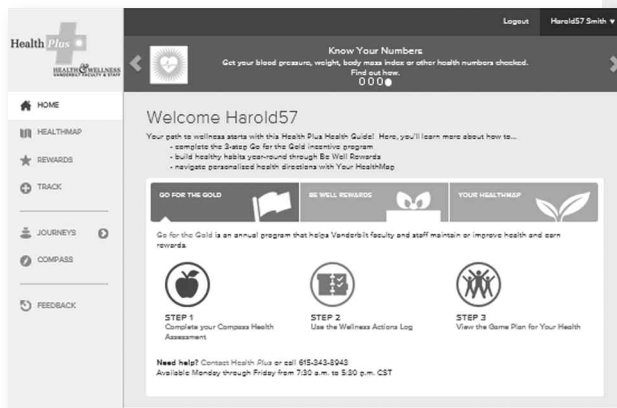 Logout
Harold57 Smith
Health Plus
HEALTH & WELLNESS
VANDERBILT FACULTY & STAFF
Know Your Numbers
Get your blood pressure, weight, body mass index or other health numbers checked.
Find out how.
HOME
HEALTHMAP
REWARDS
TRACK
JOURNEYS
COMPASS
FEEDBACK
Welcome Harold57
Your path to wellness starts with this Health Plus Health Guide! Here, you'll learn more about how to...
- complete the 3-step Go for the Gold incentive program
- build healthy habits year-round through Be Well Rewards
- navigate personalised health directions with Your HealthMap
GO FOR THE GOLD
BE WELL REWARDS
YOUR HEALTHMAP
Go for the Gold is an annual program that helps Vanderbilt faculty and staff maintain or improve health and earn
rewards.
STEP 1
Complete your Compass Health
Assessment
STEP 2
Use the Wellness Actions Log
STEP 3
View the Game Plan for Your Health
Need help? Contact Health Plus or call 615-343-8943
Available Monday through Friday from 7:30 a.m. to 5:30 p.m. CST